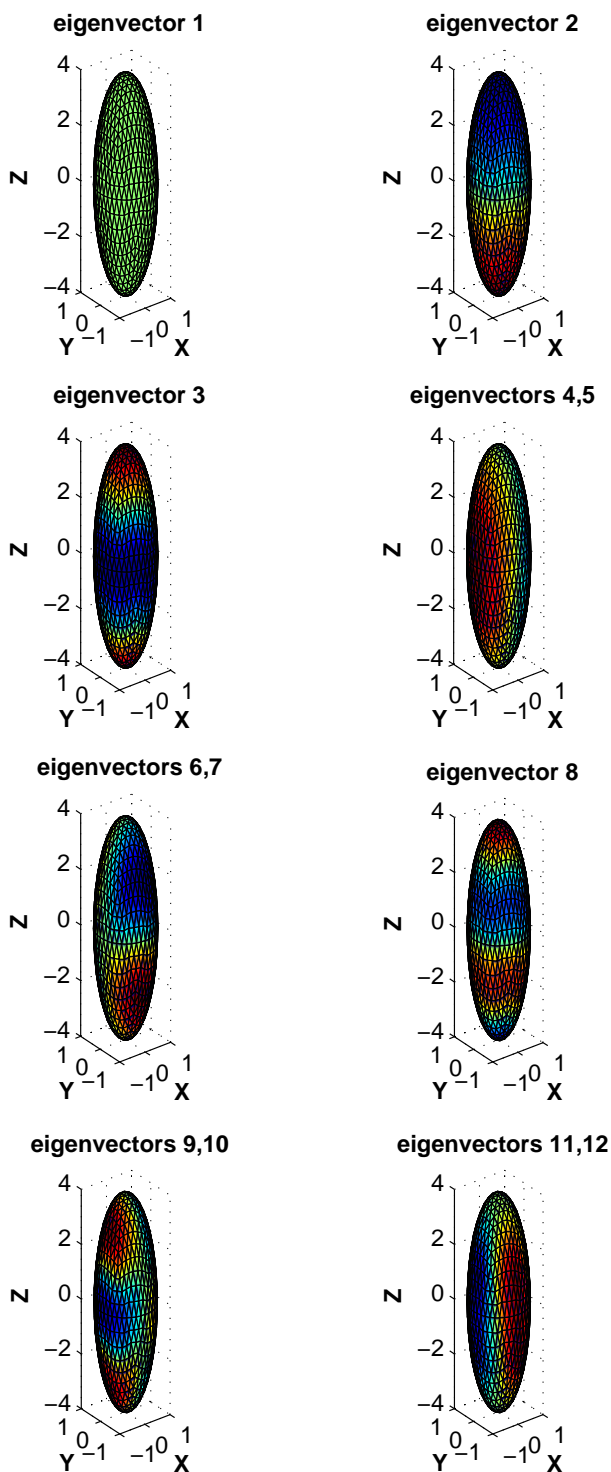 eigenvector 1
4
2
0
−2
−4
Z
1
0
−1
Y
−1
0
1
X
eigenvector 2
4
2
0
−2
−4
Z
1
0
−1
Y
−1
0
1
X
eigenvector 3
4
2
0
−2
−4
Z
1
0
−1
Y
−1
0
1
X
eigenvectors 4,5
4
2
0
−2
−4
Z
1
0
−1
Y
−1
0
1
X
eigenvectors 6,7
4
2
0
−2
−4
Z
1
0
−1
Y
−1
0
1
X
eigenvector 8
4
2
0
−2
−4
Z
1
0
−1
Y
−1
0
1
X
eigenvectors 9,10
4
2
0
−2
−4
Z
1
0
−1
Y
−1
0
1
X
eigenvectors 11,12
4
2
0
−2
−4
Z
1
0
−1
Y
−1
0
1
X